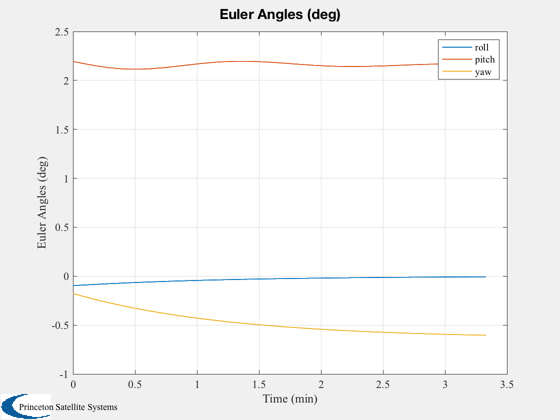 Euler Angles (deg)
2.5
2
1.5
1
0.5
0
-0.5
-1
Euler Angles (deg)
roll
pitch
yaw
0
0.5
1
1.5
2
2.5
3
3.5
Time (min)
Princeton Satellite Systems